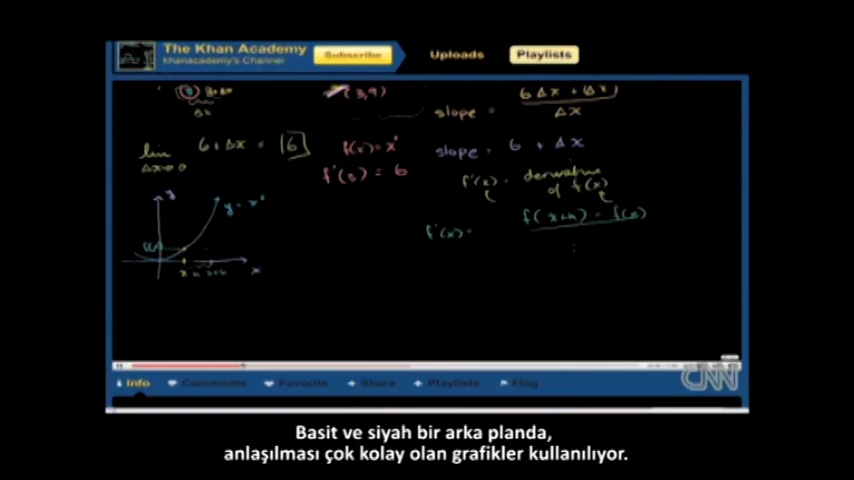 The Khan Academy
Khanacademy's Channel
Subscribe
Uploads
Playlists
(3,9)
slope =
6 Δx + (Δx)²
Δx
lim
Δx→0
6 + Δx = 6
f(x) = x²
slope = 6 + Δx
f'(3) = 6
f'(x) = derivative
of f(x)
y
y = x²
f'(x) =
f(x+h) - f(x)
x
Info
Comments
Favorite
Share
Playlists
Flag
CNN
Basit ve siyah bir arka planda,
anlaşılması çok kolay olan grafikler kullanılıyor.